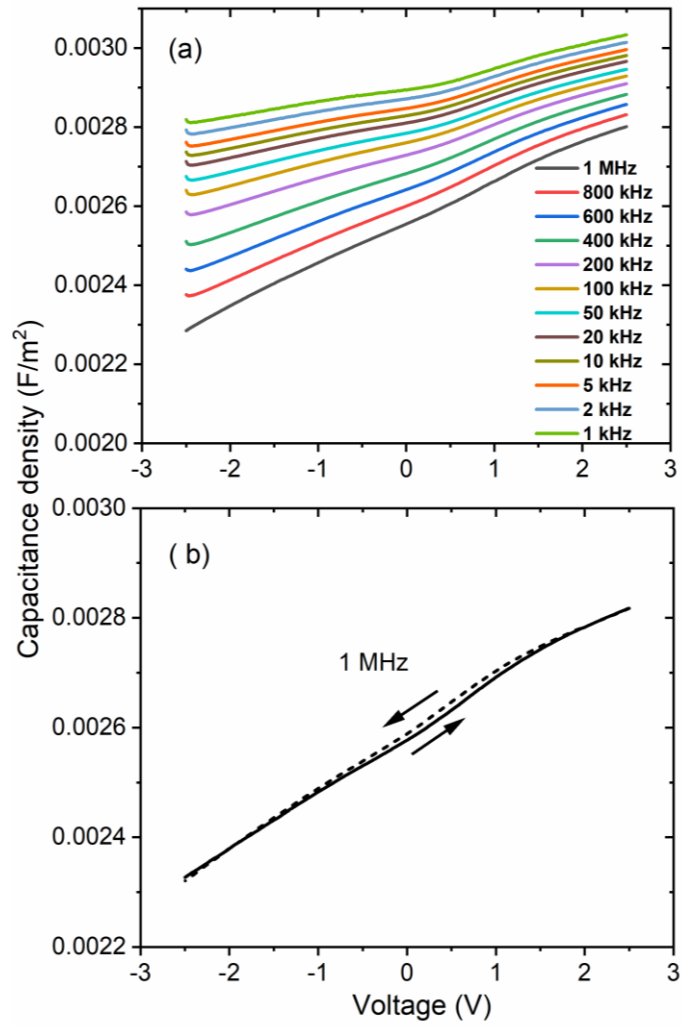 Capacitance density (F/m²)
(a)
0.0030
0.0028
0.0026
0.0024
0.0022
0.0020
1 MHz
800 kHz
600 kHz
400 kHz
200 kHz
100 kHz
50 kHz
20 kHz
10 kHz
5 kHz
2 kHz
1 kHz
-3 -2 -1 0 1 2 3
( b)
0.0030
0.0028
0.0026
0.0024
0.0022
1 MHz
-3 -2 -1 0 1 2 3
Voltage (V)